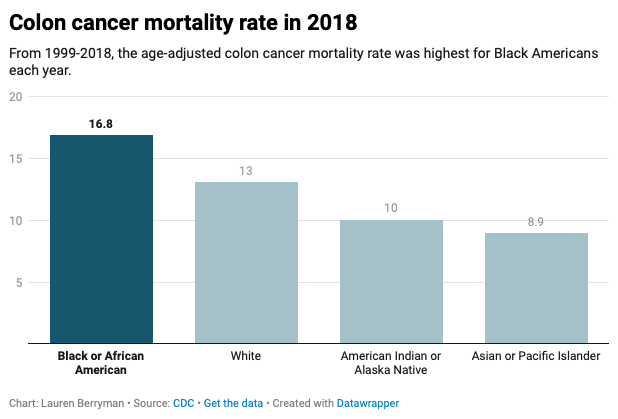 Colon cancer mortality rate in 2018
From 1999-2018, the age-adjusted colon cancer mortality rate was highest for Black Americans
each year.
20
16.8
15
13
10
10
8.9
5
Black or African
American
White
American Indian or
Alaska Native
Asian or Pacific Islander
Chart: Lauren Berryman • Source: CDC • Get the data • Created with Datawrapper